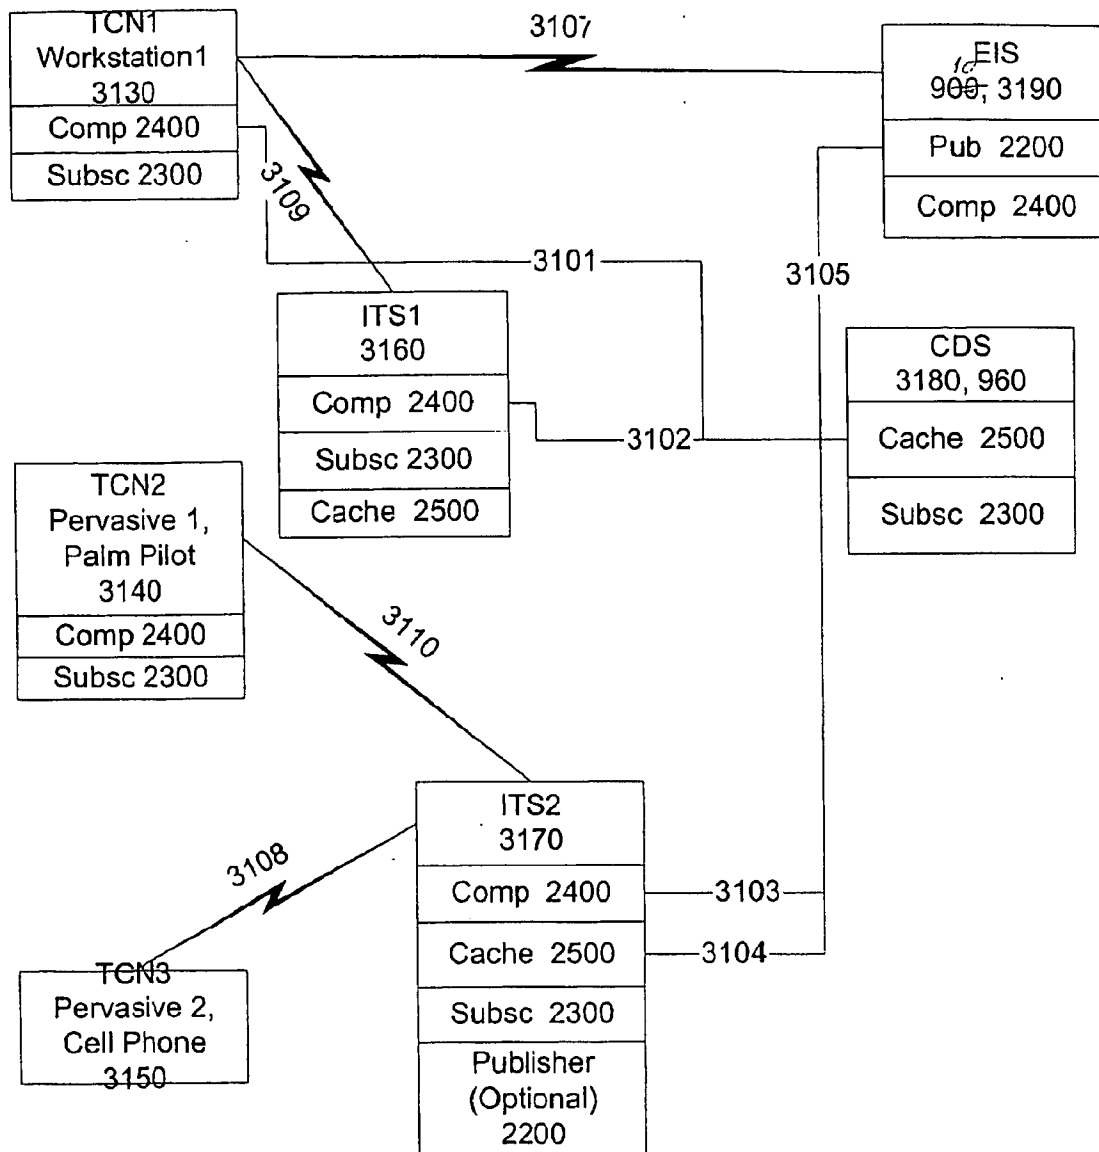 TCN1
Workstation1
3130
Comp 2400
Subsc 2300
3107
EIS
10
900, 3190
Pub 2200
Comp 2400
3109
3101
3105
ITS1
3160
Comp 2400
Subsc 2300
Cache 2500
3102
CDS
3180, 960
Cache 2500
Subsc 2300
TCN2
Pervasive 1,
Palm Pilot
3140
Comp 2400
Subsc 2300
3110
ITS2
3170
Comp 2400
Cache 2500
Subsc 2300
Publisher
(Optional)
2200
3103
3104
3108
TCN3
Pervasive 2,
Cell Phone
3150